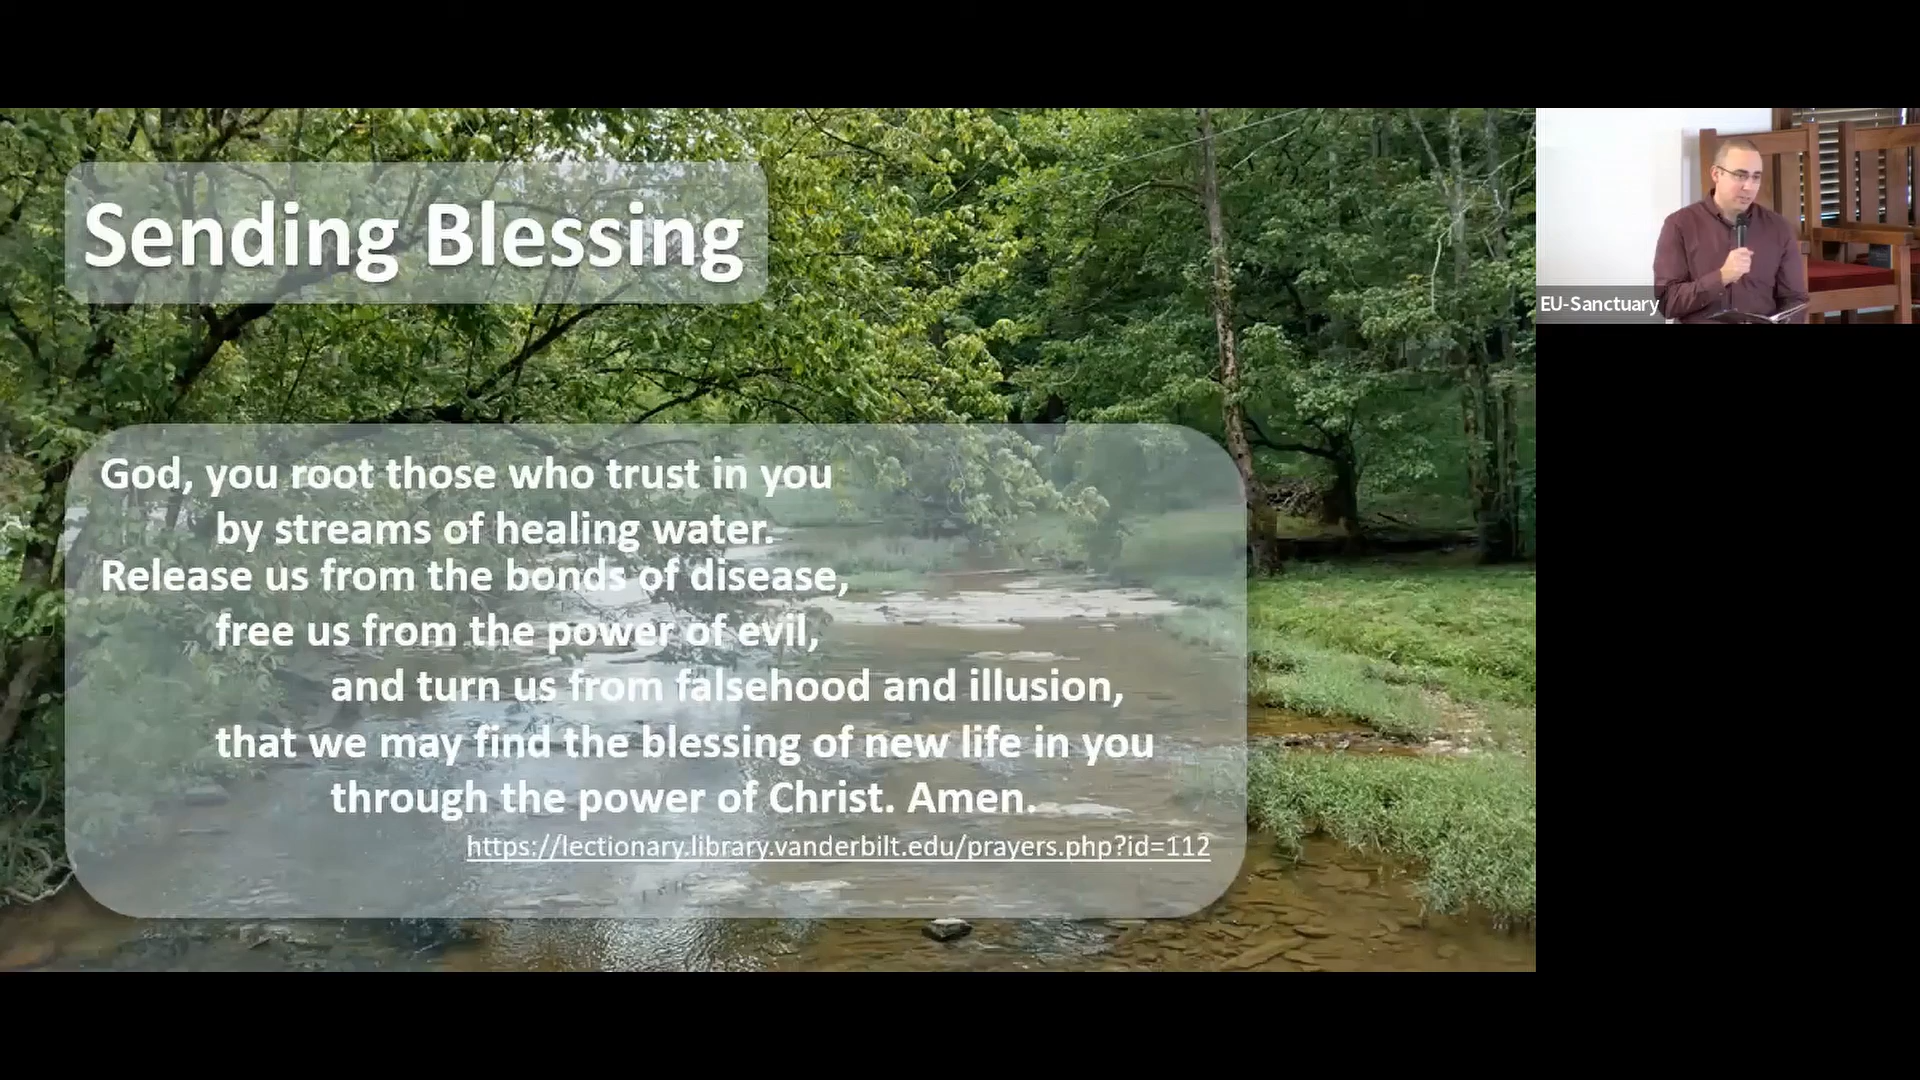 Sending Blessing
God, you root those who trust in you
by streams of healing water.
Release us from the bonds of disease,
free us from the power of evil,
and turn us from falsehood and illusion,
that we may find the blessing of new life in you
through the power of Christ. Amen.
https://lectionary.library.vanderbilt.edu/prayers.php?id=112
EU-Sanctuary